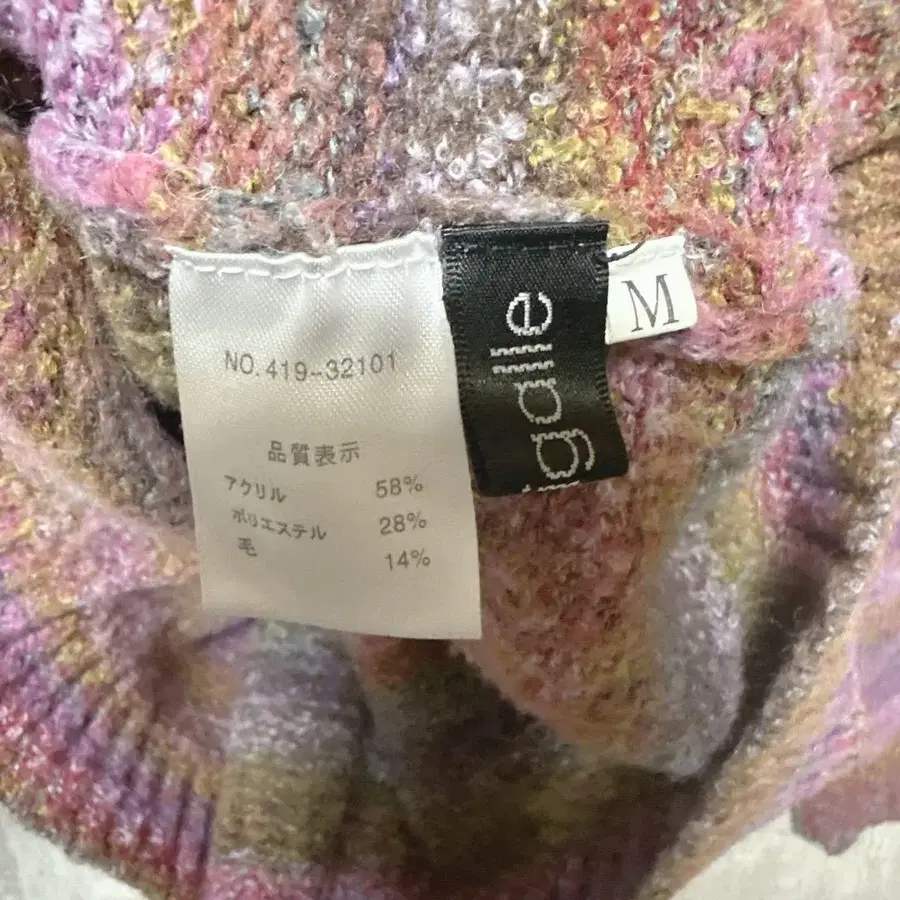 NO.419-32101
品質表示
アクリル 58%
ポリエステル 28%
毛 14%
M